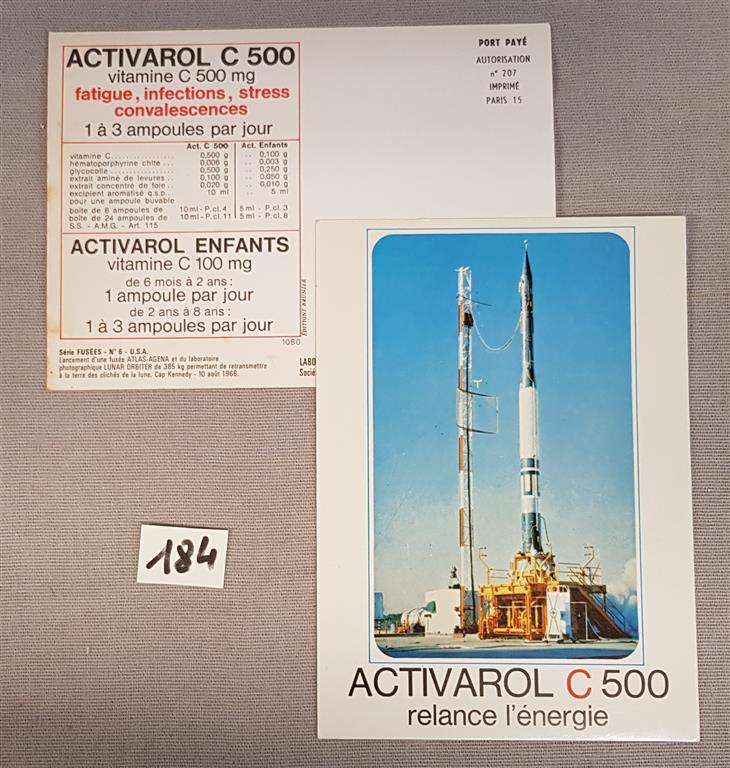 ACTIVAROL C 500
vitamine C 500 mg
fatigue, infections, stress
convalescences
1 à 3 ampoules par jour
Act. C 500 Act. Enfants
vitamine C................ 0,500 g .. 0,100 g
hématoporphyrine chlte . 0,006 g .. 0,003 g
glycocolle ............... 0,500 g .. 0,250 g
extrait aminé de levures.. 0,100 g .. 0,050 g
extrait concentré de foie.. 0,020 g .. 0,010 g
excipient aromatisé q.s.p... 10 ml .. 5 ml
pour une ampoule buvable
boîte de 8 ampoules de 10 ml - P. cl. 4 5 ml - P. cl. 3
boîte de 24 ampoules de 10 ml - P. cl. 11 5 ml - P. cl. 8
S.S - A.M.G. - Art. 115
ACTIVAROL ENFANTS
vitamine C 100 mg
de 6 mois à 2 ans :
1 ampoule par jour
de 2 ans à 8 ans :
1 à 3 ampoules par jour
ÉDITIONS BAUNIER
1080
Série FUSÉES - N° 6 - U.S.A.
Lancement d'une fusée ATLAS-AGENA et du laboratoire
photographique LUNAR ORBITER de 385 kg permettant de retransmettre
à la terre des clichés de la lune. Cap Kennedy - 10 août 1966.
LABO
Socié
PORT PAYÉ
AUTORISATION
n° 207
IMPRIMÉ
PARIS 15
184
ACTIVAROL C 500
relance l'énergie